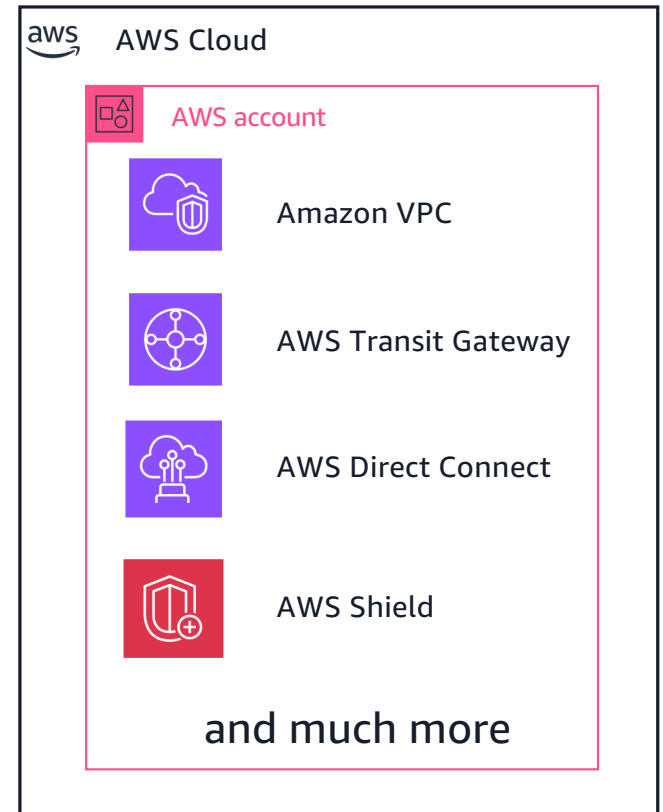 aws AWS Cloud
AWS account
Amazon VPC
AWS Transit Gateway
AWS Direct Connect
AWS Shield
and much more